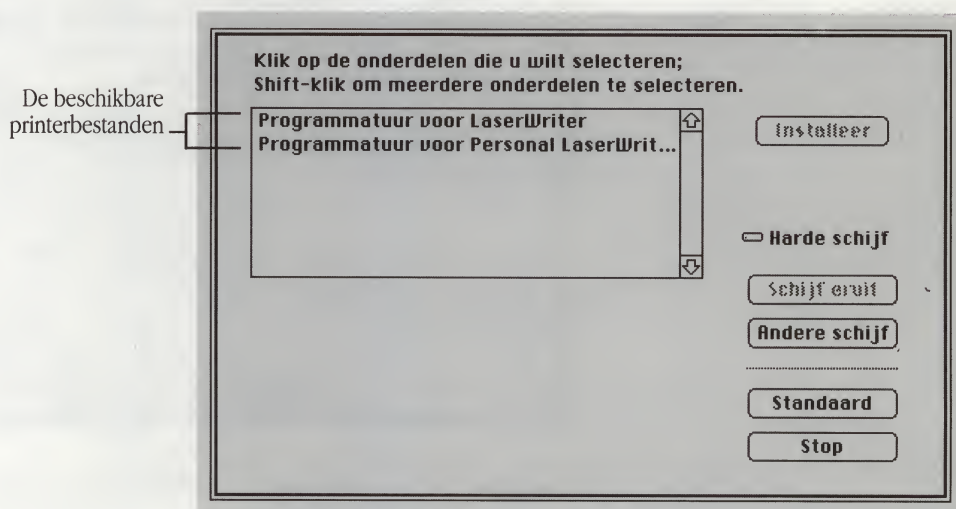 Klik op de onderdelen die u wilt selecteren;
Shift-klik om meerdere onderdelen te selecteren.
De beschikbare
printerbestanden
Programmatuur voor LaserWriter
Programmatuur voor Personal LaserWrit...
Installeer
Harde schijf
Schijf eruit
Andere schijf
Standaard
Stop